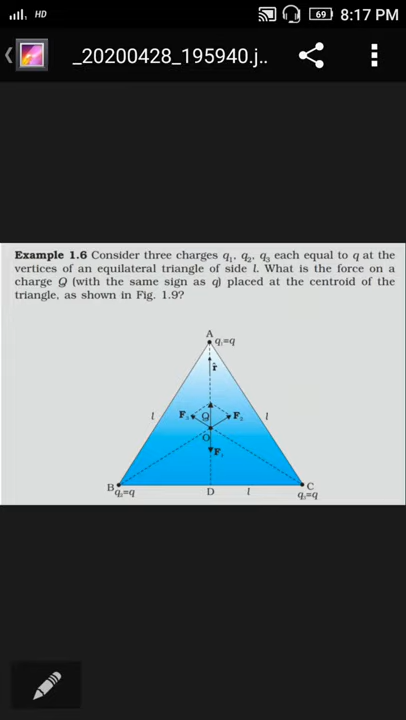 HD 69 8:17 PM
_20200428_195940.j..
Example 1.6 Consider three charges q₁, q₂, q₃ each equal to q at the
vertices of an equilateral triangle of side l. What is the force on a
charge Q (with the same sign as q) placed at the centroid of the
triangle, as shown in Fig. 1.9?
A
q₁=q
r̂
l
l
F₃ Q F₂
O
F₁
B C
q₂=q D l q₃=q